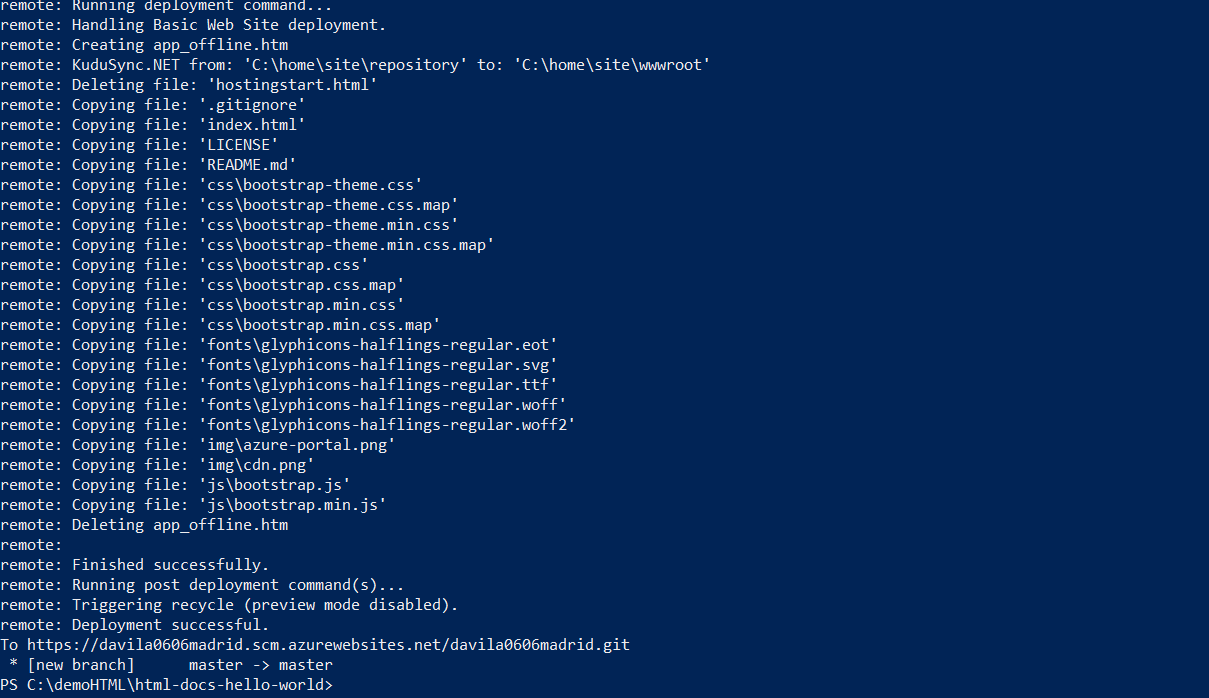 remote: Running deployment command...
remote: Handling Basic Web Site deployment.
remote: Creating app_offline.htm
remote: KuduSync.NET from: 'C:\home\site\repository' to: 'C:\home\site\wwwroot'
remote: Deleting file: 'hostingstart.html'
remote: Copying file: '.gitignore'
remote: Copying file: 'index.html'
remote: Copying file: 'LICENSE'
remote: Copying file: 'README.md'
remote: Copying file: 'css\bootstrap-theme.css'
remote: Copying file: 'css\bootstrap-theme.css.map'
remote: Copying file: 'css\bootstrap-theme.min.css'
remote: Copying file: 'css\bootstrap-theme.min.css.map'
remote: Copying file: 'css\bootstrap.css'
remote: Copying file: 'css\bootstrap.css.map'
remote: Copying file: 'css\bootstrap.min.css'
remote: Copying file: 'css\bootstrap.min.css.map'
remote: Copying file: 'fonts\glyphicons-halflings-regular.eot'
remote: Copying file: 'fonts\glyphicons-halflings-regular.svg'
remote: Copying file: 'fonts\glyphicons-halflings-regular.ttf'
remote: Copying file: 'fonts\glyphicons-halflings-regular.woff'
remote: Copying file: 'fonts\glyphicons-halflings-regular.woff2'
remote: Copying file: 'img\azure-portal.png'
remote: Copying file: 'img\cdn.png'
remote: Copying file: 'js\bootstrap.js'
remote: Copying file: 'js\bootstrap.min.js'
remote: Deleting app_offline.htm
remote:
remote: Finished successfully.
remote: Running post deployment command(s)...
remote: Triggering recycle (preview mode disabled).
remote: Deployment successful.
To https://davila0606madrid.scm.azurewebsites.net/davila0606madrid.git
 * [new branch]      master -> master
PS C:\demoHTML\html-docs-hello-world>